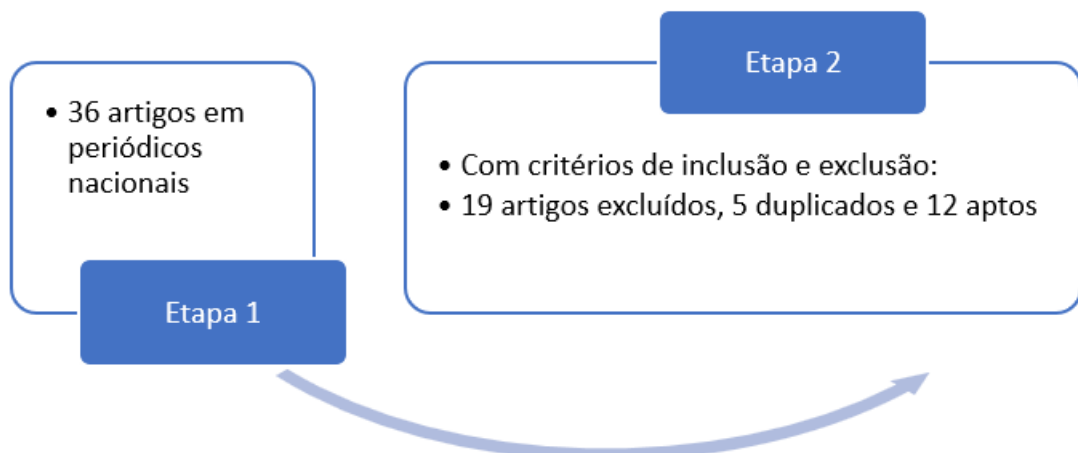 • 36 artigos em
periódicos
nacionais
Etapa 1
Etapa 2
• Com critérios de inclusão e exclusão:
• 19 artigos excluídos, 5 duplicados e 12 aptos